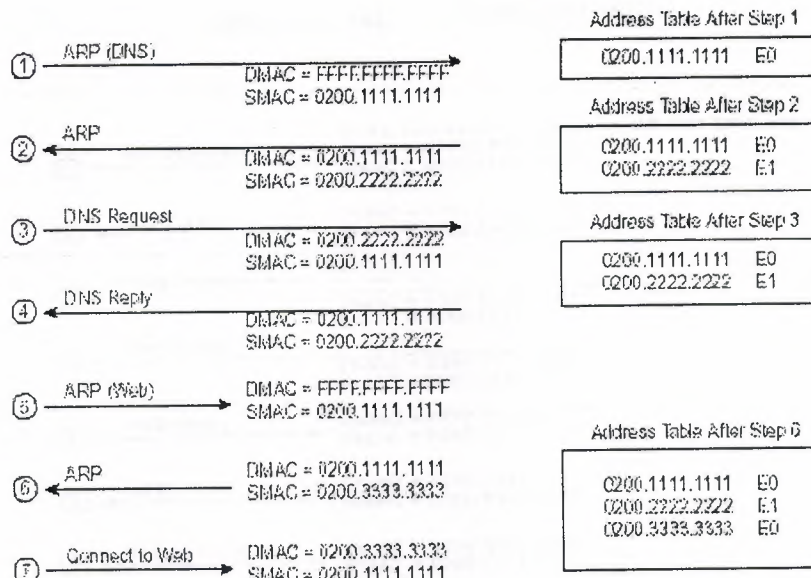 Address Table After Step 1
0200.1111.1111 E0
① ARP (DNS)
DMAC = FFFF.FFFF.FFFF
SMAC = 0200.1111.1111
Address Table After Step 2
0200.1111.1111 E0
0200.2222.2222 E1
② ARP
DMAC = 0200.1111.1111
SMAC = 0200.2222.2222
Address Table After Step 3
0200.1111.1111 E0
0200.2222.2222 E1
③ DNS Request
DMAC = 0200.2222.2222
SMAC = 0200.1111.1111
④ DNS Reply
DMAC = 0200.1111.1111
SMAC = 0200.2222.2222
⑤ ARP (Web)
DMAC = FFFF.FFFF.FFFF
SMAC = 0200.1111.1111
Address Table After Step 6
0200.1111.1111 E0
0200.2222.2222 E1
0200.3333.3333 E0
⑥ ARP
DMAC = 0200.1111.1111
SMAC = 0200.3333.3333
⑦ Connect to Web
DMAC = 0200.3333.3333
SMAC = 0200.1111.1111